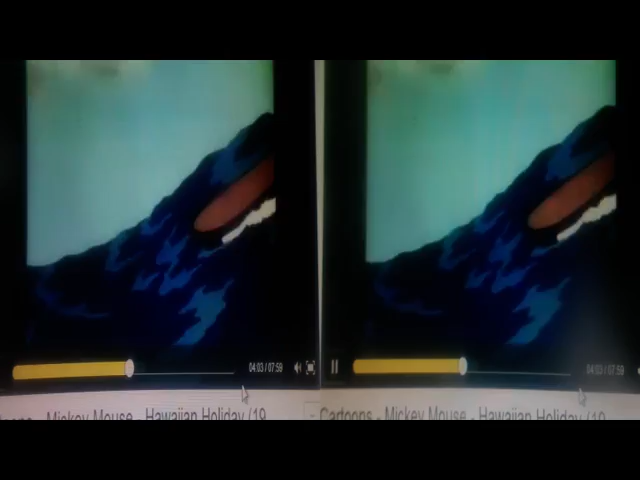 04:03 / 07:59
04:03 / 07:59
Mickey Mouse - Hawaiian Holiday (19
Cartoons - Mickey Mouse - Hawaiian Holiday (19